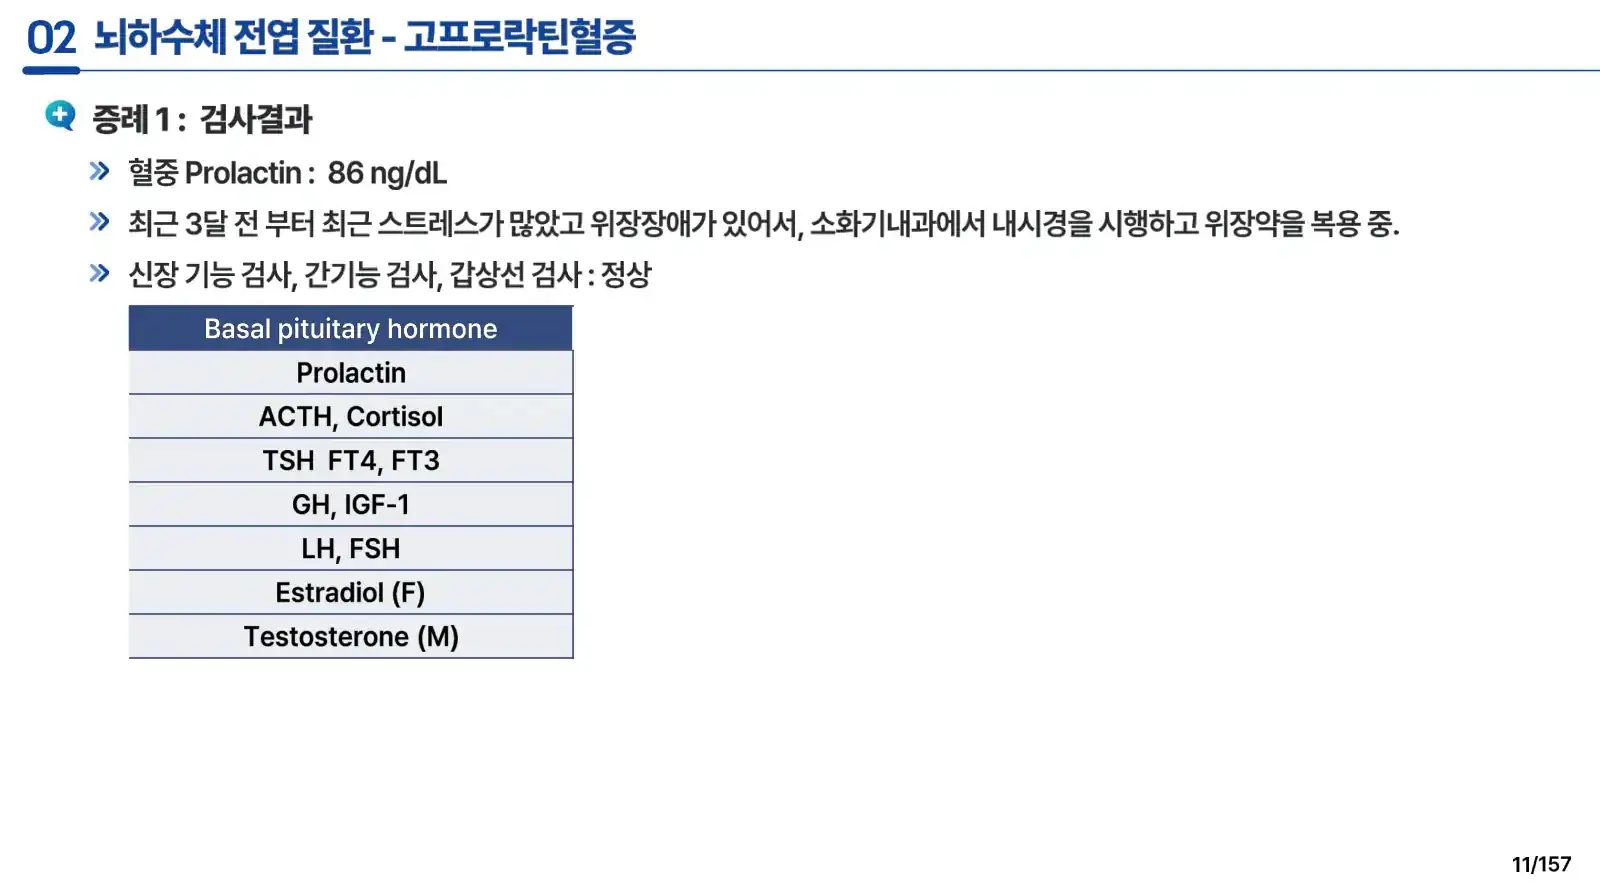 02 뇌하수체 전엽 질환 - 고프로락틴혈증
증례 1 : 검사결과
혈중 Prolactin : 86 ng/dL
최근 3달 전 부터 최근 스트레스가 많았고 위장장애가 있어서, 소화기내과에서 내시경을 시행하고 위장약을 복용 중.
신장 기능 검사, 간기능 검사, 갑상선 검사 : 정상
Basal pituitary hormone
Prolactin
ACTH, Cortisol
TSH FT4, FT3
GH, IGF-1
LH, FSH
Estradiol (F)
Testosterone (M)
11/157